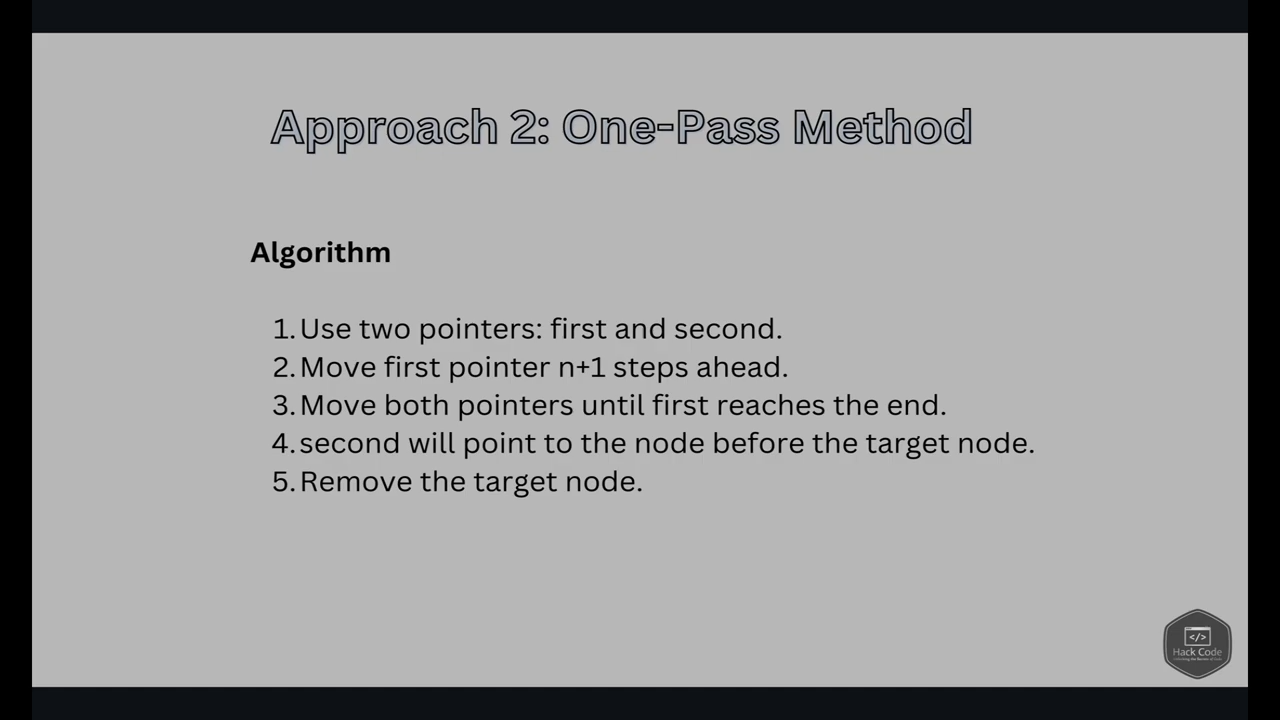 Approach 2: One-Pass Method
Algorithm
1. Use two pointers: first and second.
2. Move first pointer n+1 steps ahead.
3. Move both pointers until first reaches the end.
4. second will point to the node before the target node.
5. Remove the target node.
</>
Hack Code